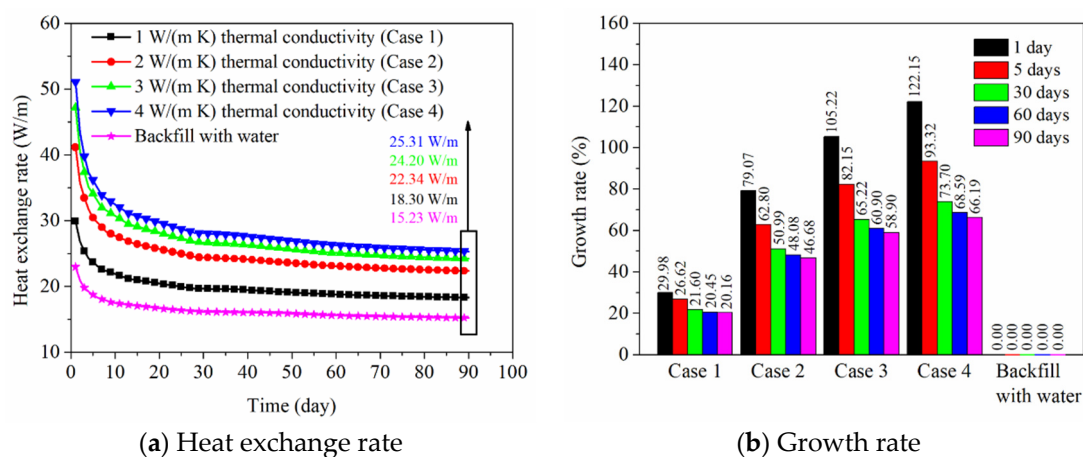 60
50
40
30
20
10
Heat exchange rate (W/m)
1 W/(m K) thermal conductivity (Case 1)
2 W/(m K) thermal conductivity (Case 2)
3 W/(m K) thermal conductivity (Case 3)
4 W/(m K) thermal conductivity (Case 4)
Backfill with water
25.31 W/m
24.20 W/m
22.34 W/m
18.30 W/m
15.23 W/m
0 10 20 30 40 50 60 70 80 90 100
Time (day)
(a) Heat exchange rate
160
140
120
100
80
60
40
20
0
Growth rate (%)
1 day
5 days
30 days
60 days
90 days
29.98
26.62
21.60
20.45
20.16
79.07
62.80
50.99
48.08
46.68
105.22
82.15
65.22
60.90
58.90
122.15
93.32
73.70
68.59
66.19
0.00
0.00
0.00
0.00
0.00
Case 1 Case 2 Case 3 Case 4 Backfill
with water
(b) Growth rate